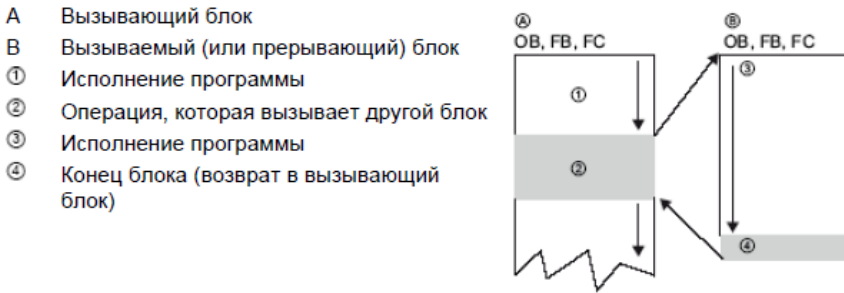 A Вызывающий блок
B Вызываемый (или прерывающий) блок
① Исполнение программы
② Операция, которая вызывает другой блок
③ Исполнение программы
④ Конец блока (возврат в вызывающий
блок)
Ⓐ
OB, FB, FC
①
②
Ⓑ
OB, FB, FC
③
④